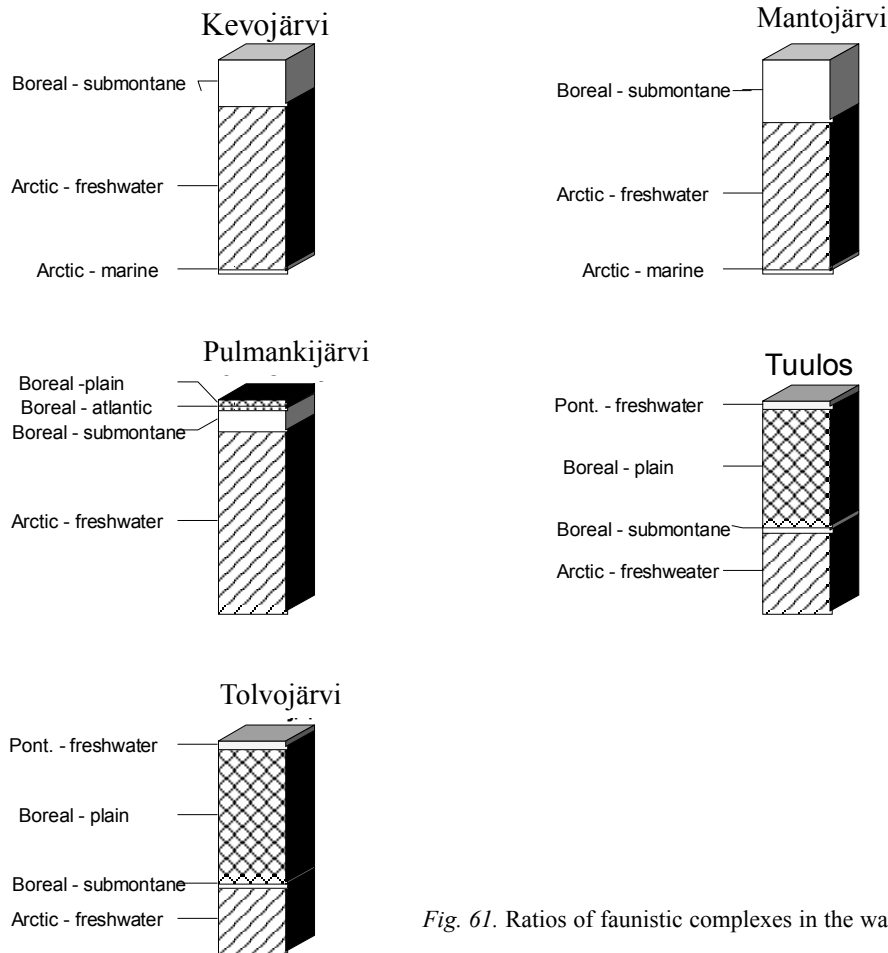 Kevojärvi
Boreal - submontane
Arctic - freshwater
Arctic - marine
Mantojärvi
Boreal - submontane
Arctic - freshwater
Arctic - marine
Pulmankijärvi
Boreal -plain
Boreal - atlantic
Boreal - submontane
Arctic - freshwater
Tuulos
Pont. - freshwater
Boreal - plain
Boreal - submontane
Arctic - freshweater
Tolvojärvi
Pont. - freshwater
Boreal - plain
Boreal - submontane
Arctic - freshwater
Fig. 61. Ratios of faunistic complexes in the wa